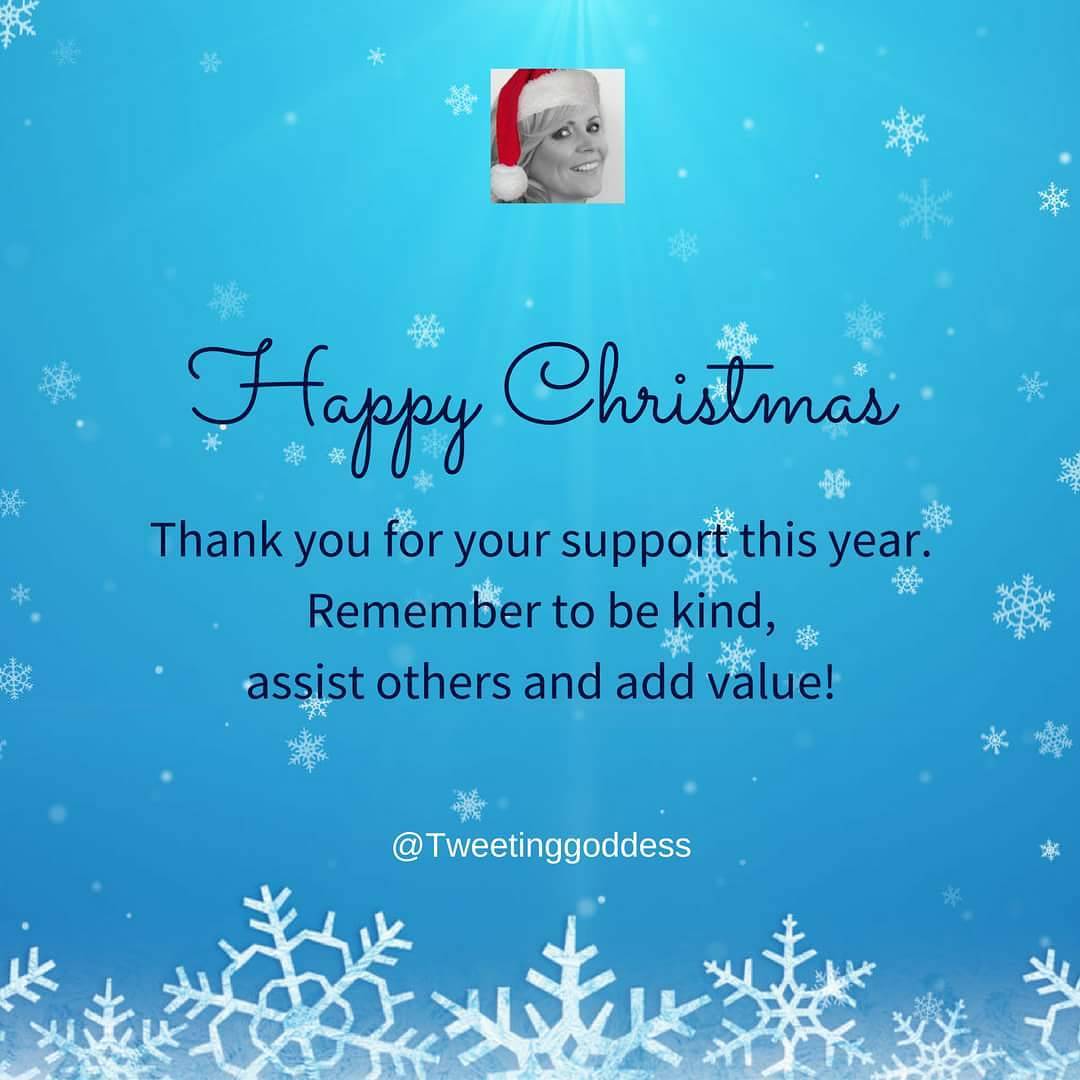 Happy Christmas
Thank you for your support this year.
Remember to be kind,
assist others and add value!
@Tweetinggoddess